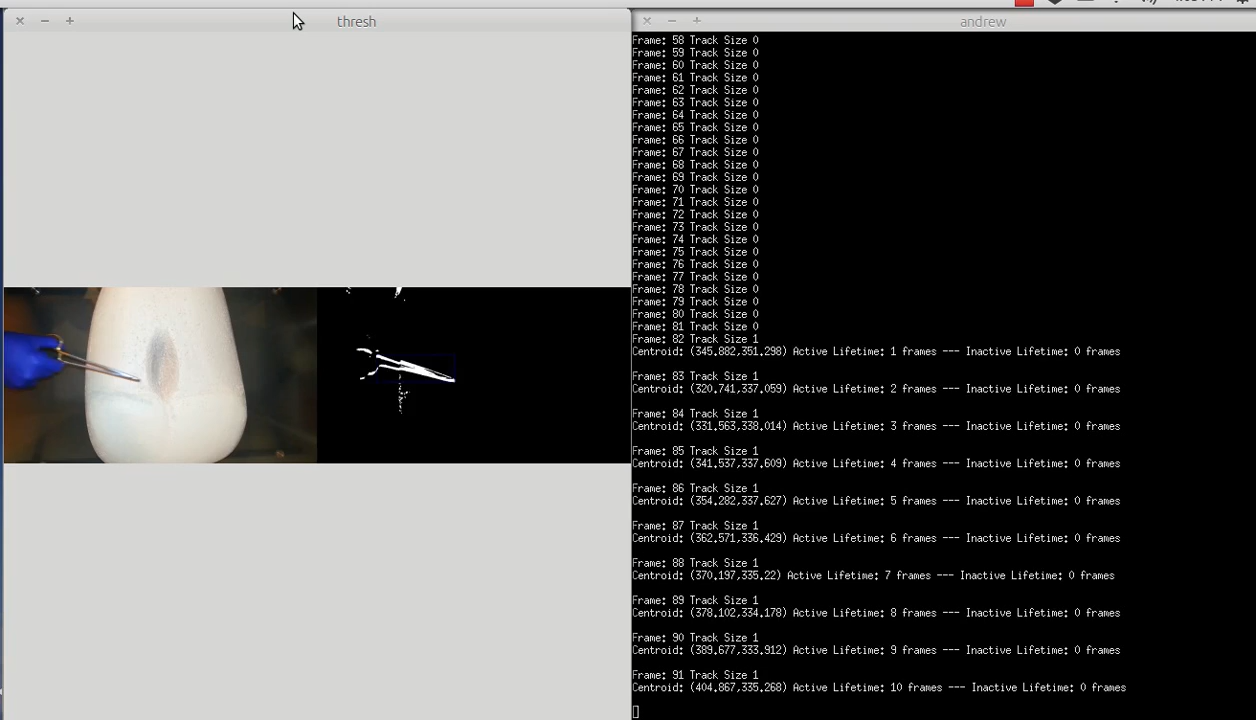 thresh
andrew
Frame: 58 Track Size 0
Frame: 59 Track Size 0
Frame: 60 Track Size 0
Frame: 61 Track Size 0
Frame: 62 Track Size 0
Frame: 63 Track Size 0
Frame: 64 Track Size 0
Frame: 65 Track Size 0
Frame: 66 Track Size 0
Frame: 67 Track Size 0
Frame: 68 Track Size 0
Frame: 69 Track Size 0
Frame: 70 Track Size 0
Frame: 71 Track Size 0
Frame: 72 Track Size 0
Frame: 73 Track Size 0
Frame: 74 Track Size 0
Frame: 75 Track Size 0
Frame: 76 Track Size 0
Frame: 77 Track Size 0
Frame: 78 Track Size 0
Frame: 79 Track Size 0
Frame: 80 Track Size 0
Frame: 81 Track Size 0
Frame: 82 Track Size 1
Centroid: (345.882,351.298) Active Lifetime: 1 frames --- Inactive Lifetime: 0 frames
Frame: 83 Track Size 1
Centroid: (320.741,337.059) Active Lifetime: 2 frames --- Inactive Lifetime: 0 frames
Frame: 84 Track Size 1
Centroid: (331.563,338.014) Active Lifetime: 3 frames --- Inactive Lifetime: 0 frames
Frame: 85 Track Size 1
Centroid: (341.537,337.609) Active Lifetime: 4 frames --- Inactive Lifetime: 0 frames
Frame: 86 Track Size 1
Centroid: (354.282,337.627) Active Lifetime: 5 frames --- Inactive Lifetime: 0 frames
Frame: 87 Track Size 1
Centroid: (362.571,336.429) Active Lifetime: 6 frames --- Inactive Lifetime: 0 frames
Frame: 88 Track Size 1
Centroid: (370.197,335.22) Active Lifetime: 7 frames --- Inactive Lifetime: 0 frames
Frame: 89 Track Size 1
Centroid: (378.102,334.178) Active Lifetime: 8 frames --- Inactive Lifetime: 0 frames
Frame: 90 Track Size 1
Centroid: (389.677,333.912) Active Lifetime: 9 frames --- Inactive Lifetime: 0 frames
Frame: 91 Track Size 1
Centroid: (404.867,335.268) Active Lifetime: 10 frames --- Inactive Lifetime: 0 frames